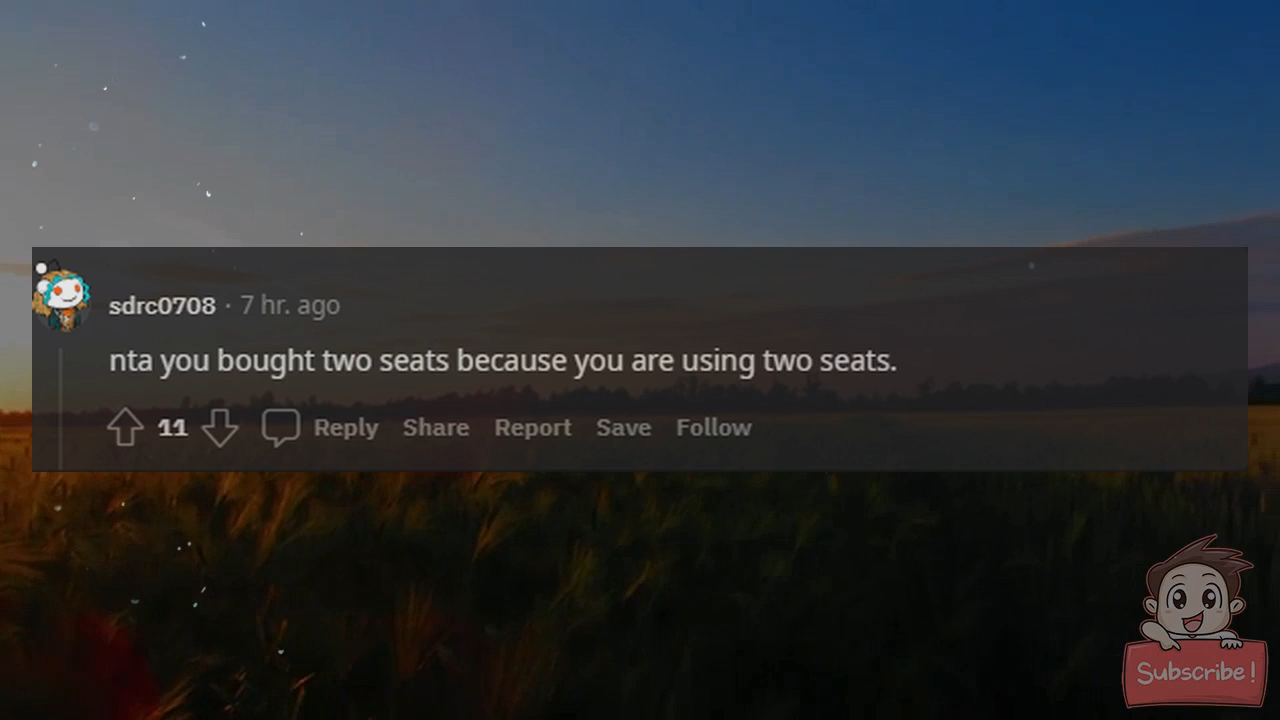 sdrc0708 · 7 hr. ago
nta you bought two seats because you are using two seats.
11 Reply Share Report Save Follow
Subscribe!